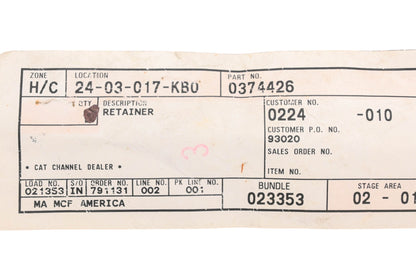 ZONE LOCATION PART NO.
H/C 24-03-017-KB0 0374426
QTY DESCRIPTION CUSTOMER NO.
RETAINER 0224 -010
CUSTOMER P.O. NO.
93020
SALES ORDER NO.
3
ITEM NO.
• CAT CHANNEL DEALER •
LOAD NO. S/O ORDER NO. LINE NO. PK LINE NO. BUNDLE STAGE AREA
021353 IN 791131 002 001 023353 02 - 01
MA MCF AMERICA